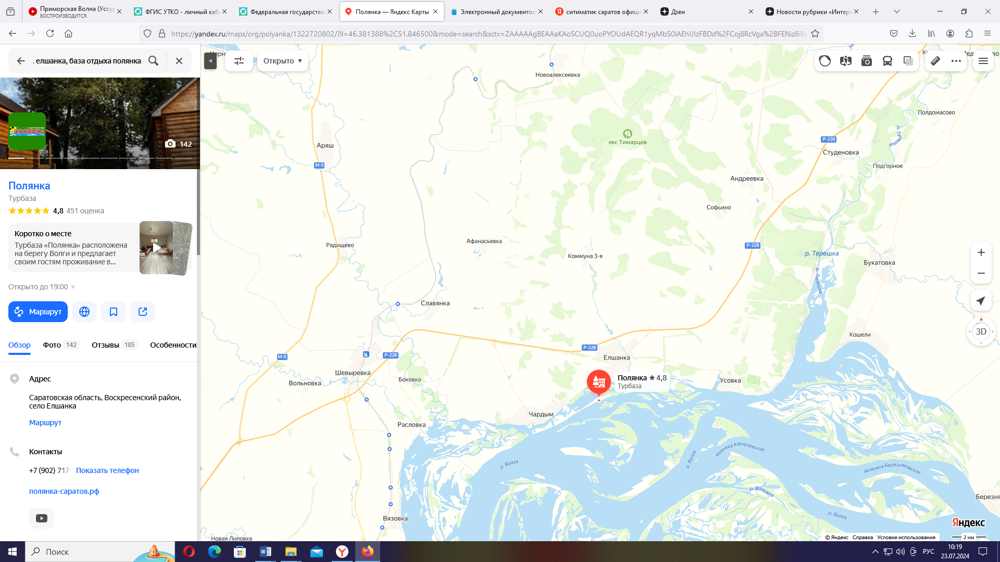 Приморская Волна (Уссур
ВОСПРОИЗВОДИТСЯ
ФГИС УТКО - личный каб
Федеральная государстве
Полянка — Яндекс Карты
Электронный документоо
ситиматик саратов офици
Дзен
Новости рубрики «Интере
https://yandex.ru/maps/org/polyanka/1322720802/?ll=46.381388%2C51.846500&mode=search&sctx=ZAAAAAgBEAAaKAoSCUQ0uoPYOUdAEQR1yqMb50lAEhIJIzFBDd%2FCoj8RcVga%2BFENiz8iBg
. елшанка, база отдыха полянка
Открыто
ПОЛЯНКА
142
Полянка
Турбаза
4,8 451 оценка
Коротко о месте
Турбаза «Полянка» расположена
на берегу Волги и предлагает
своим гостям проживание в...
Открыто до 19:00
Маршрут
Обзор
Фото 142
Отзывы 185
Особенности
Адрес
Саратовская область, Воскресенский район,
село Елшанка
Маршрут
Контакты
+7 (902) 717-
Показать телефон
полянка-саратов.рф
Новоалексеевка
Полдомасово
р. Терешка
лес Тимарцев
Р-228
Студеновка
Аряш
М-5
Подгорное
Андреевка
Софьино
Радищево
Афанасьевка
Коммуна 3-я
Р-228
р. Терешка
Букатовка
р. Терешка
Славянка
Кошели
3D
Р-228
Елшанка
М-5
Р-228
Шевыревка
Вольновка
Боковка
Полянка ★ 4,8
Турбаза
Усовка
Чардым
Расловка
воложка Кошелевская
р. Волга
р. Волга
воложка Березняковская
р. Воложка
Березня
р. Волга
Вязовка
Новая Липовка
Яндекс
© Яндекс Справка Условия использования
2 км
Поиск
РУС
10:19
23.07.2024